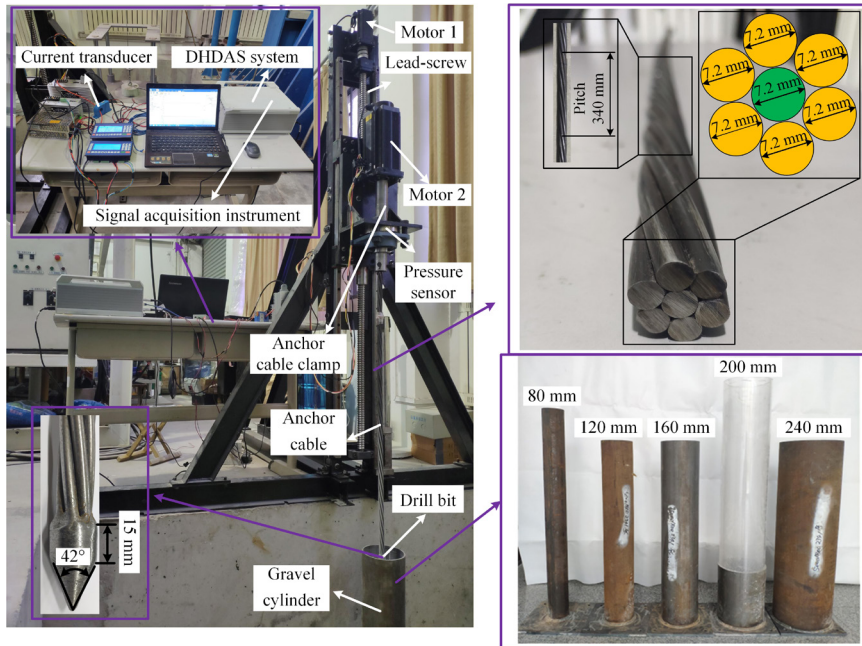 Current transducer
DHDAS system
Signal acquisition instrument
Motor 1
Lead-screw
Motor 2
Pressure
sensor
Anchor
cable clamp
Anchor
cable
Drill bit
Gravel
cylinder
15 mm
42°
Pitch
340 mm
7.2 mm
7.2 mm
7.2 mm
7.2 mm
7.2 mm
7.2 mm
7.2 mm
80 mm
120 mm
160 mm
200 mm
240 mm